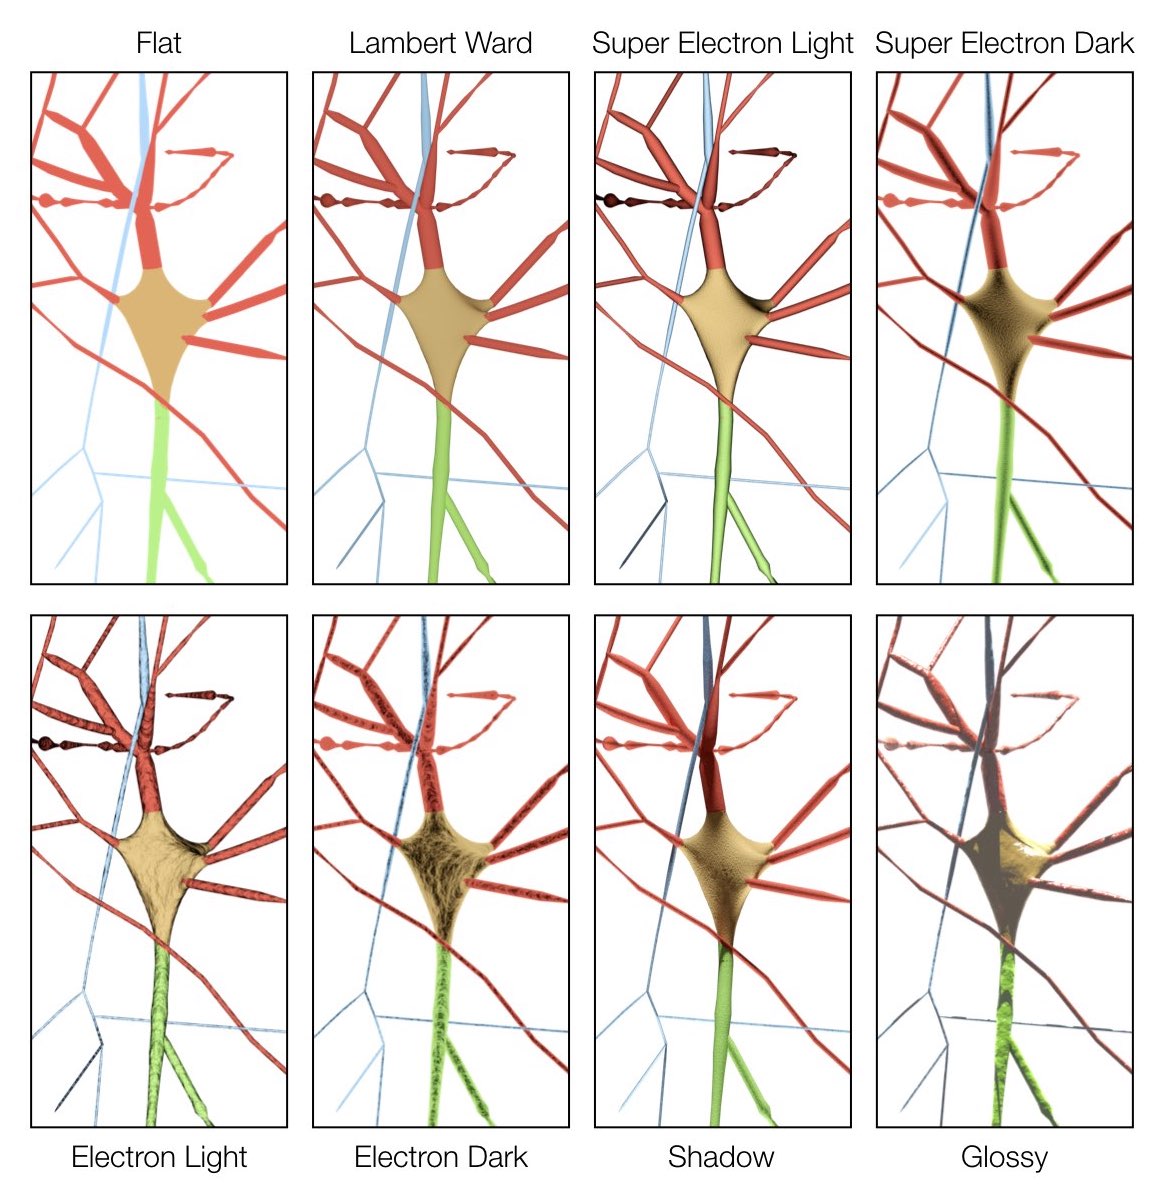 Flat
Lambert Ward
Super Electron Light
Super Electron Dark
Electron Light
Electron Dark
Shadow
Glossy